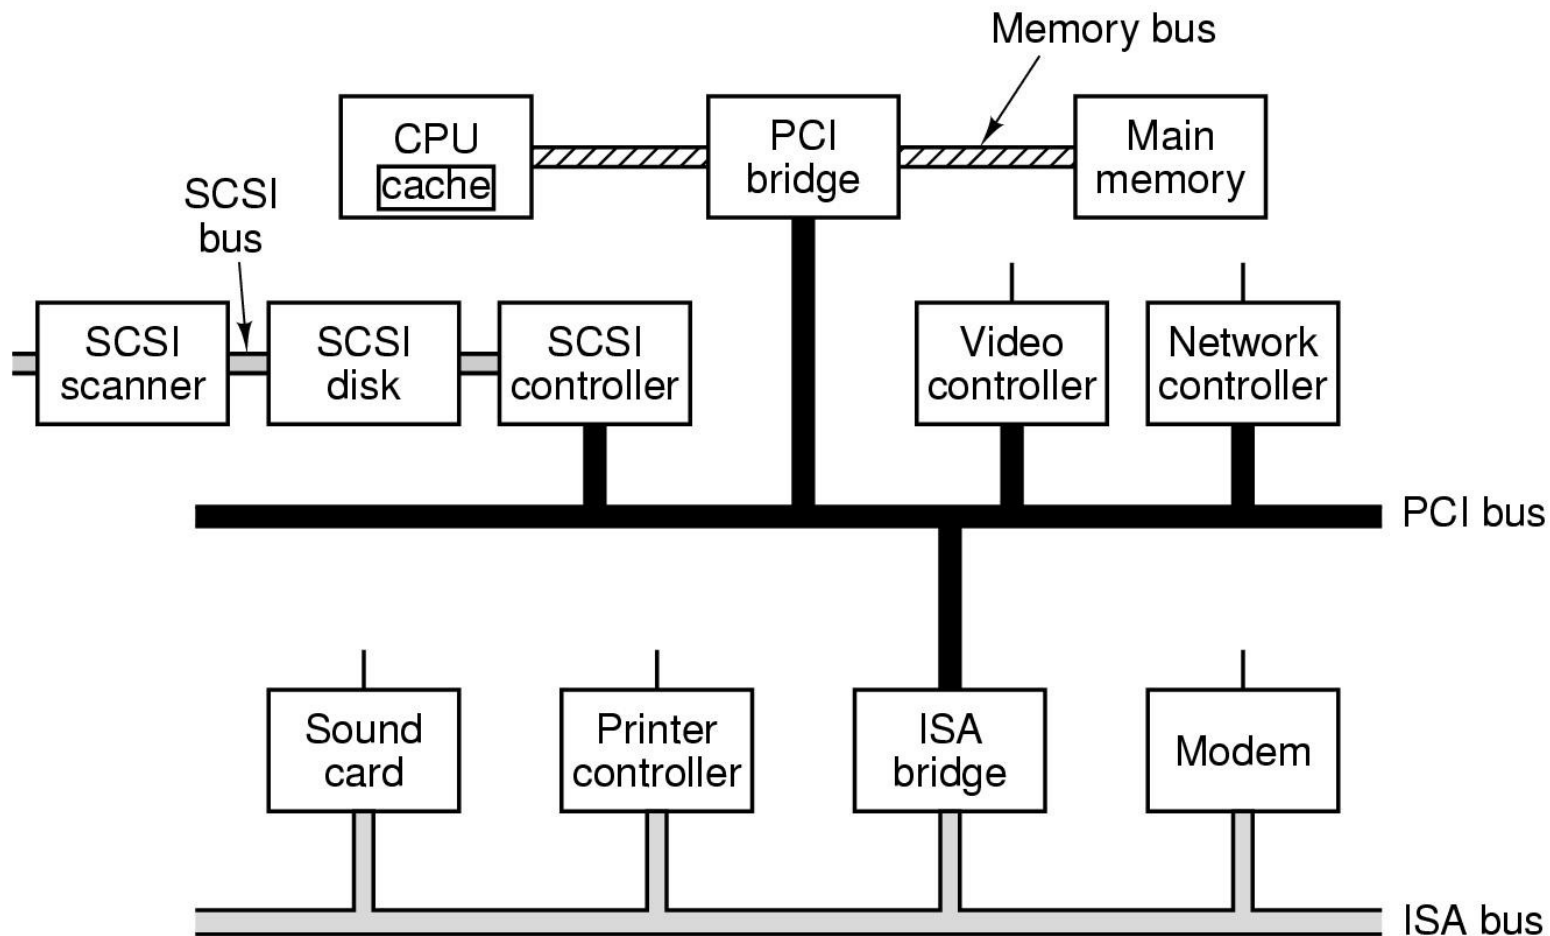 Memory bus
CPU
cache
PCI
bridge
Main
memory
SCSI
bus
SCSI
scanner
SCSI
disk
SCSI
controller
Video
controller
Network
controller
PCI bus
Sound
card
Printer
controller
ISA
bridge
Modem
ISA bus